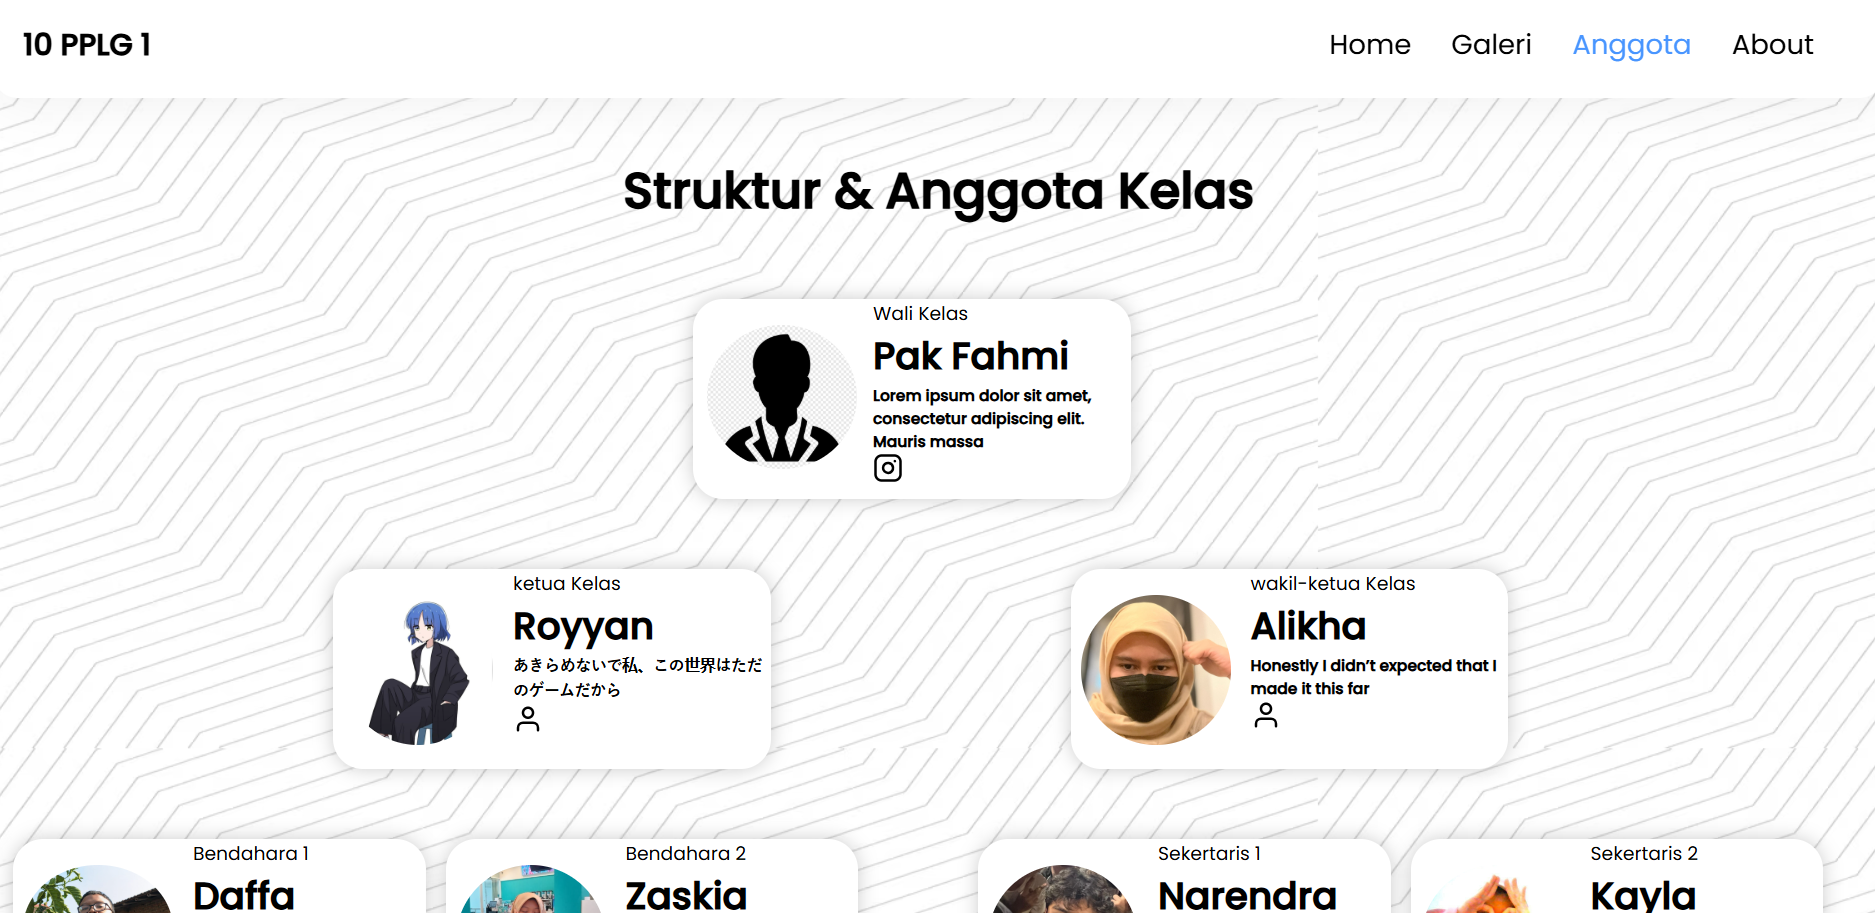 10 PPLG 1
Home Galeri Anggota About
Struktur & Anggota Kelas
Wali Kelas
Pak Fahmi
Lorem ipsum dolor sit amet,
consectetur adipiscing elit.
Mauris massa
ketua Kelas
Royyan
あきらめないで私、この世界はただ
のゲームだから
wakil-ketua Kelas
Alikha
Honestly I didn’t expected that I
made it this far
Bendahara 1
Daffa
Bendahara 2
Zaskia
Sekertaris 1
Narendra
Sekertaris 2
Kayla